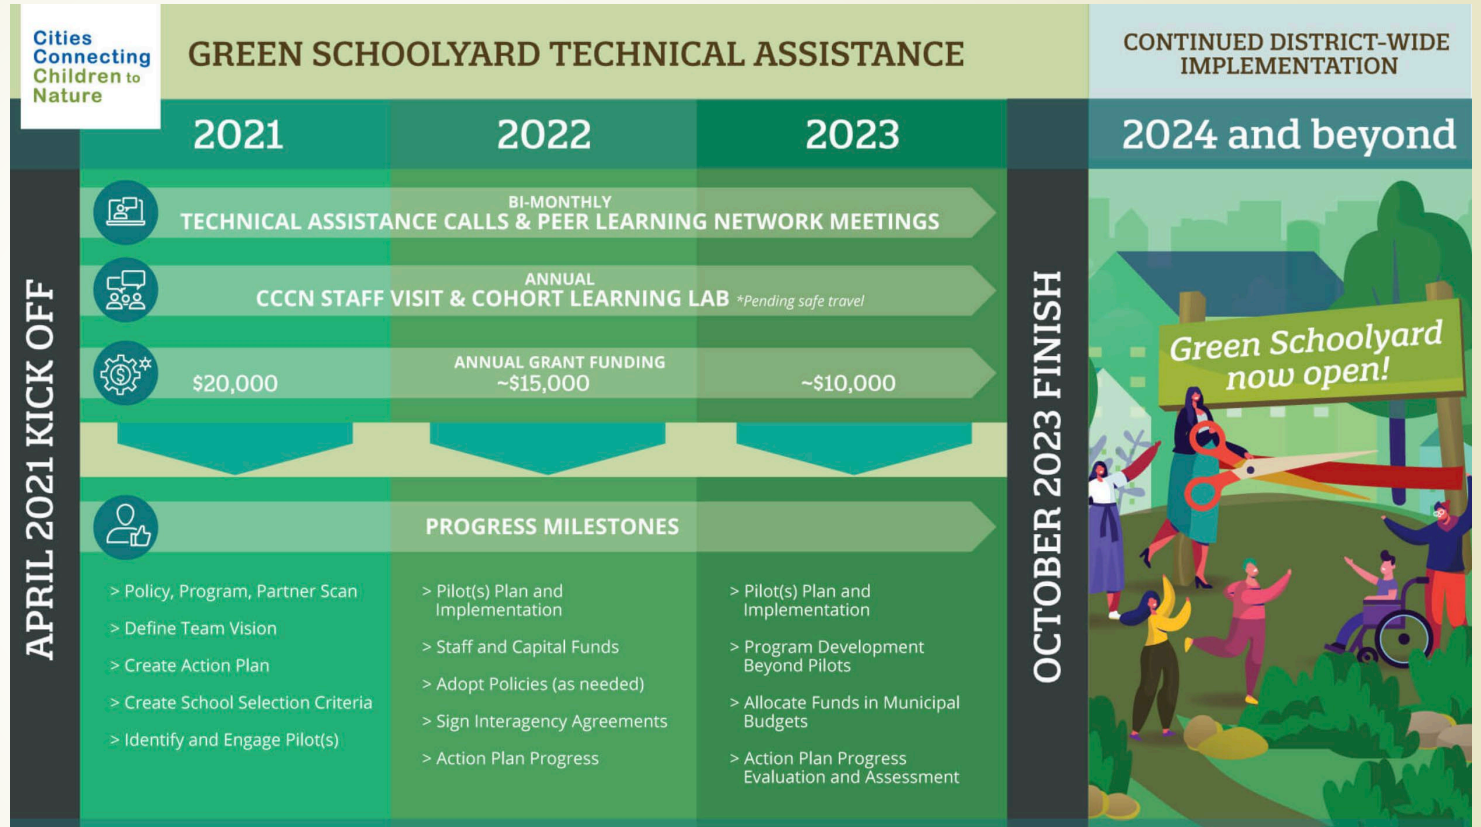 Cities
Connecting
Children to
Nature
GREEN SCHOOLYARD TECHNICAL ASSISTANCE
CONTINUED DISTRICT-WIDE
IMPLEMENTATION
2021
2022
2023
2024 and beyond
APRIL 2021 KICK OFF
BI-MONTHLY
TECHNICAL ASSISTANCE CALLS & PEER LEARNING NETWORK MEETINGS
ANNUAL
CCCN STAFF VISIT & COHORT LEARNING LAB *Pending safe travel
ANNUAL GRANT FUNDING
$20,000
~$15,000
~$10,000
PROGRESS MILESTONES
> Policy, Program, Partner Scan
> Define Team Vision
> Create Action Plan
> Create School Selection Criteria
> Identify and Engage Pilot(s)
> Pilot(s) Plan and
Implementation
> Staff and Capital Funds
> Adopt Policies (as needed)
> Sign Interagency Agreements
> Action Plan Progress
> Pilot(s) Plan and
Implementation
> Program Development
Beyond Pilots
> Allocate Funds in Municipal
Budgets
> Action Plan Progress
Evaluation and Assessment
OCTOBER 2023 FINISH
Green Schoolyard
now open!